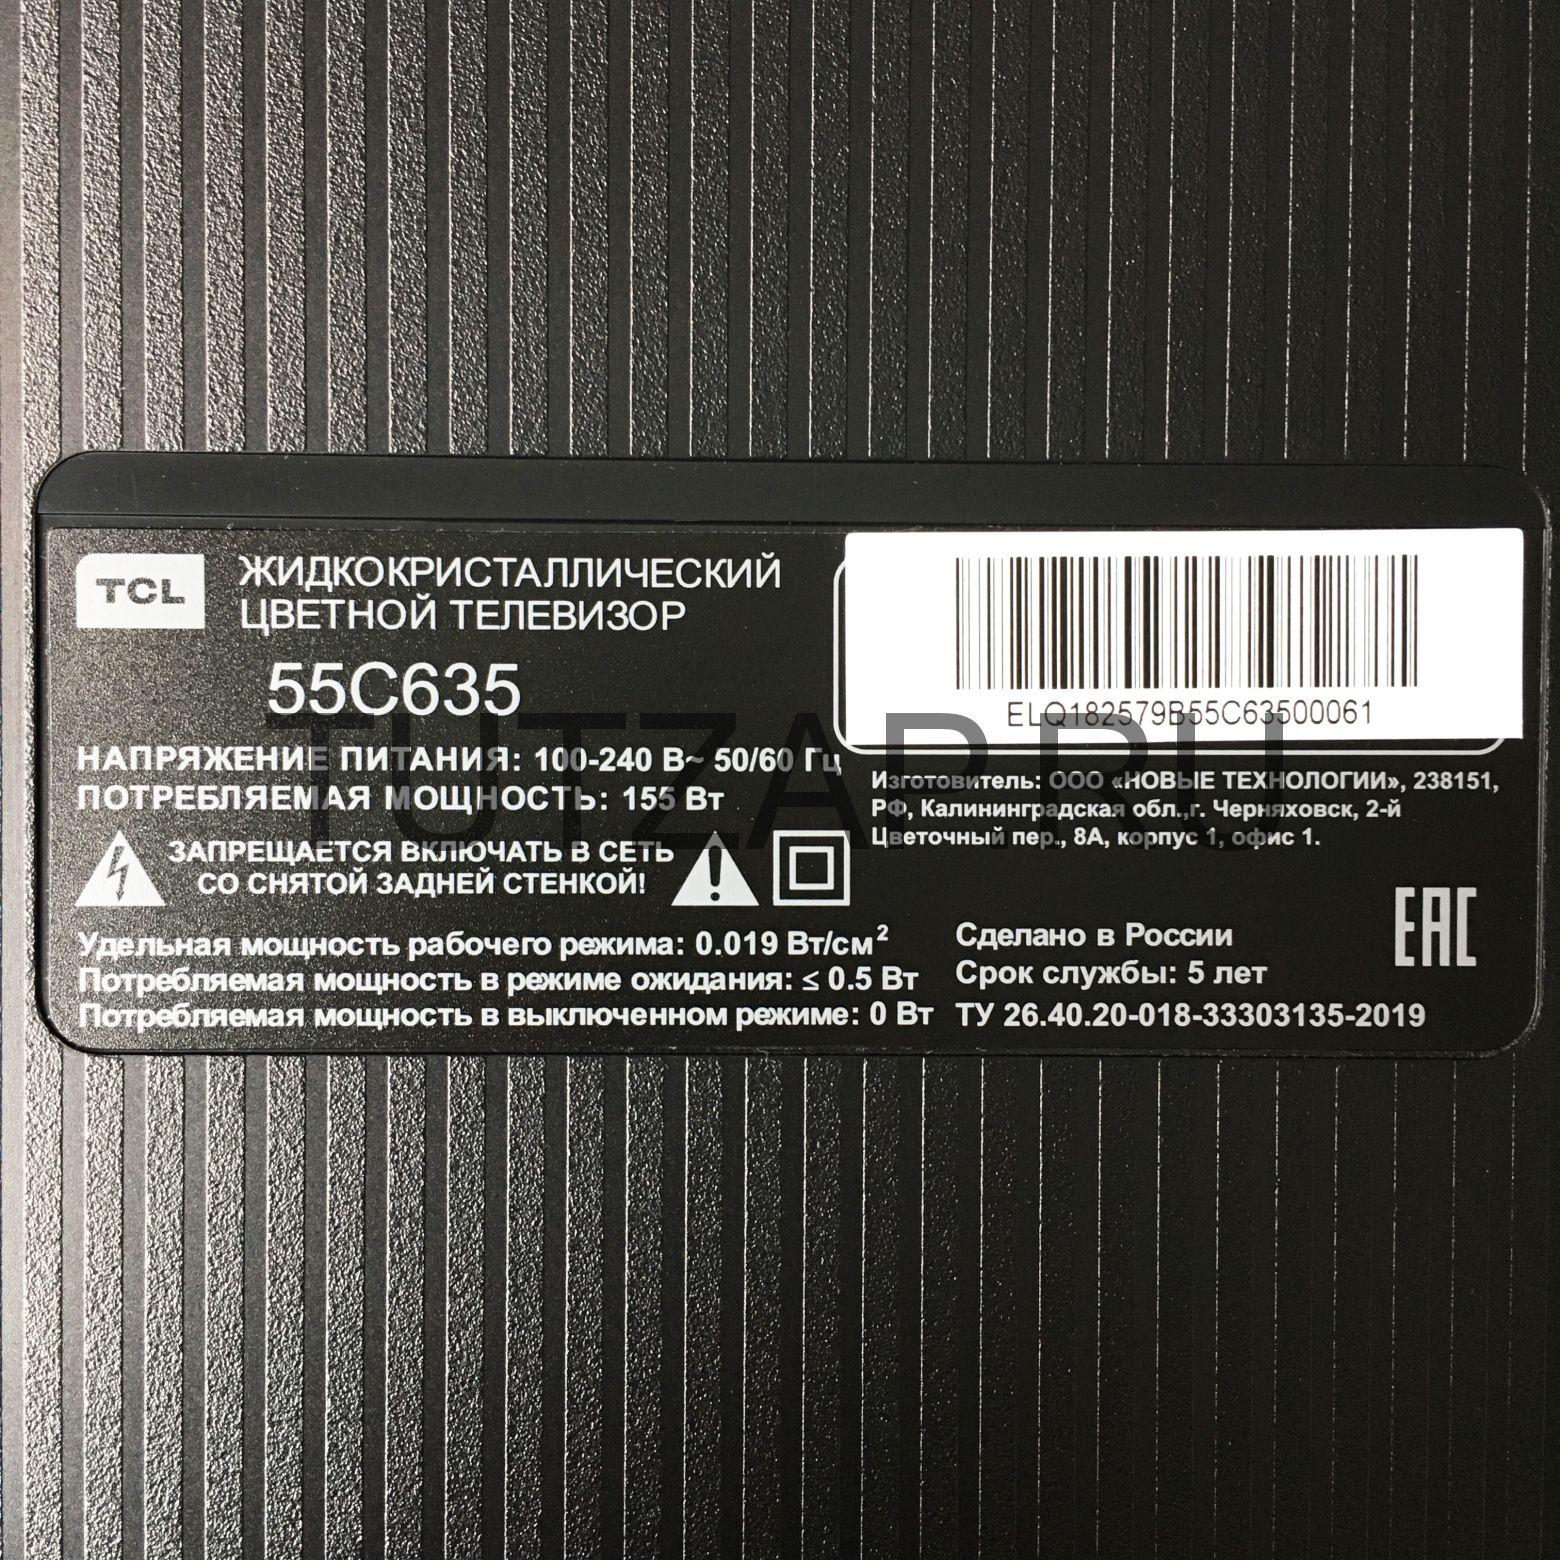 TCL
ЖИДКОКРИСТАЛЛИЧЕСКИЙ
ЦВЕТНОЙ ТЕЛЕВИЗОР
55C635
ELQ182579B55C63500061
НАПРЯЖЕНИЕ ПИТАНИЯ: 100-240 В~ 50/60 Гц
ПОТРЕБЛЯЕМАЯ МОЩНОСТЬ: 155 Вт
Изготовитель: ООО «НОВЫЕ ТЕХНОЛОГИИ», 238151,
РФ, Калининградская обл.,г. Черняховск, 2-й
Цветочный пер., 8А, корпус 1, офис 1.
TUTZAP.RU
ЗАПРЕЩАЕТСЯ ВКЛЮЧАТЬ В СЕТЬ
СО СНЯТОЙ ЗАДНЕЙ СТЕНКОЙ!
Удельная мощность рабочего режима: 0.019 Вт/см²
Потребляемая мощность в режиме ожидания: ≤ 0.5 Вт
Потребляемая мощность в выключенном режиме: 0 Вт
Сделано в России
Срок службы: 5 лет
ТУ 26.40.20-018-33303135-2019
EAC